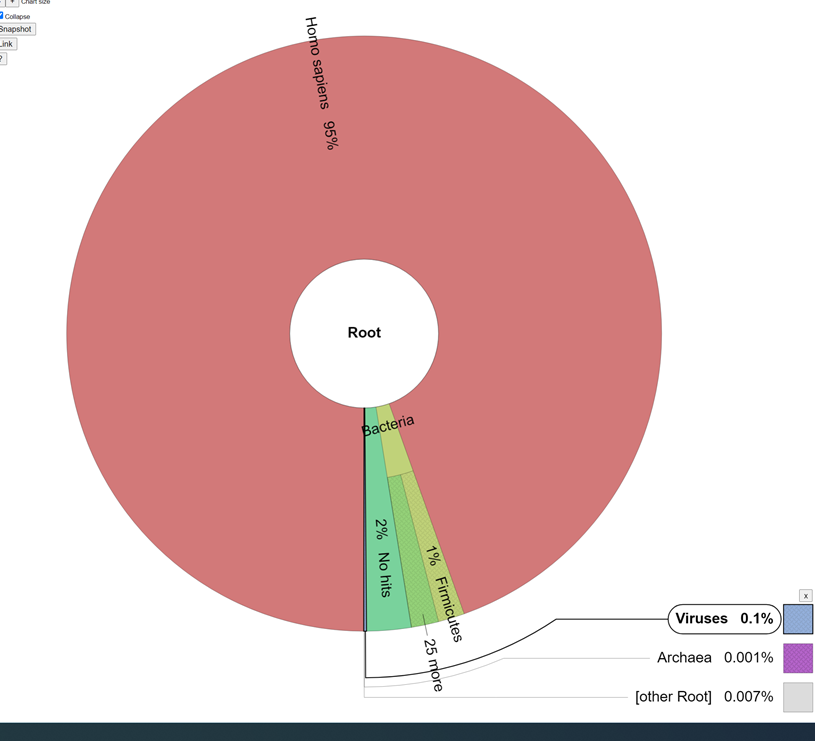 + Chart size
Collapse
Snapshot
Link
?
Homo sapiens 95%
Root
Bacteria
2% No hits
1% Firmicutes
25 more
x
Viruses 0.1%
Archaea 0.001%
[other Root] 0.007%